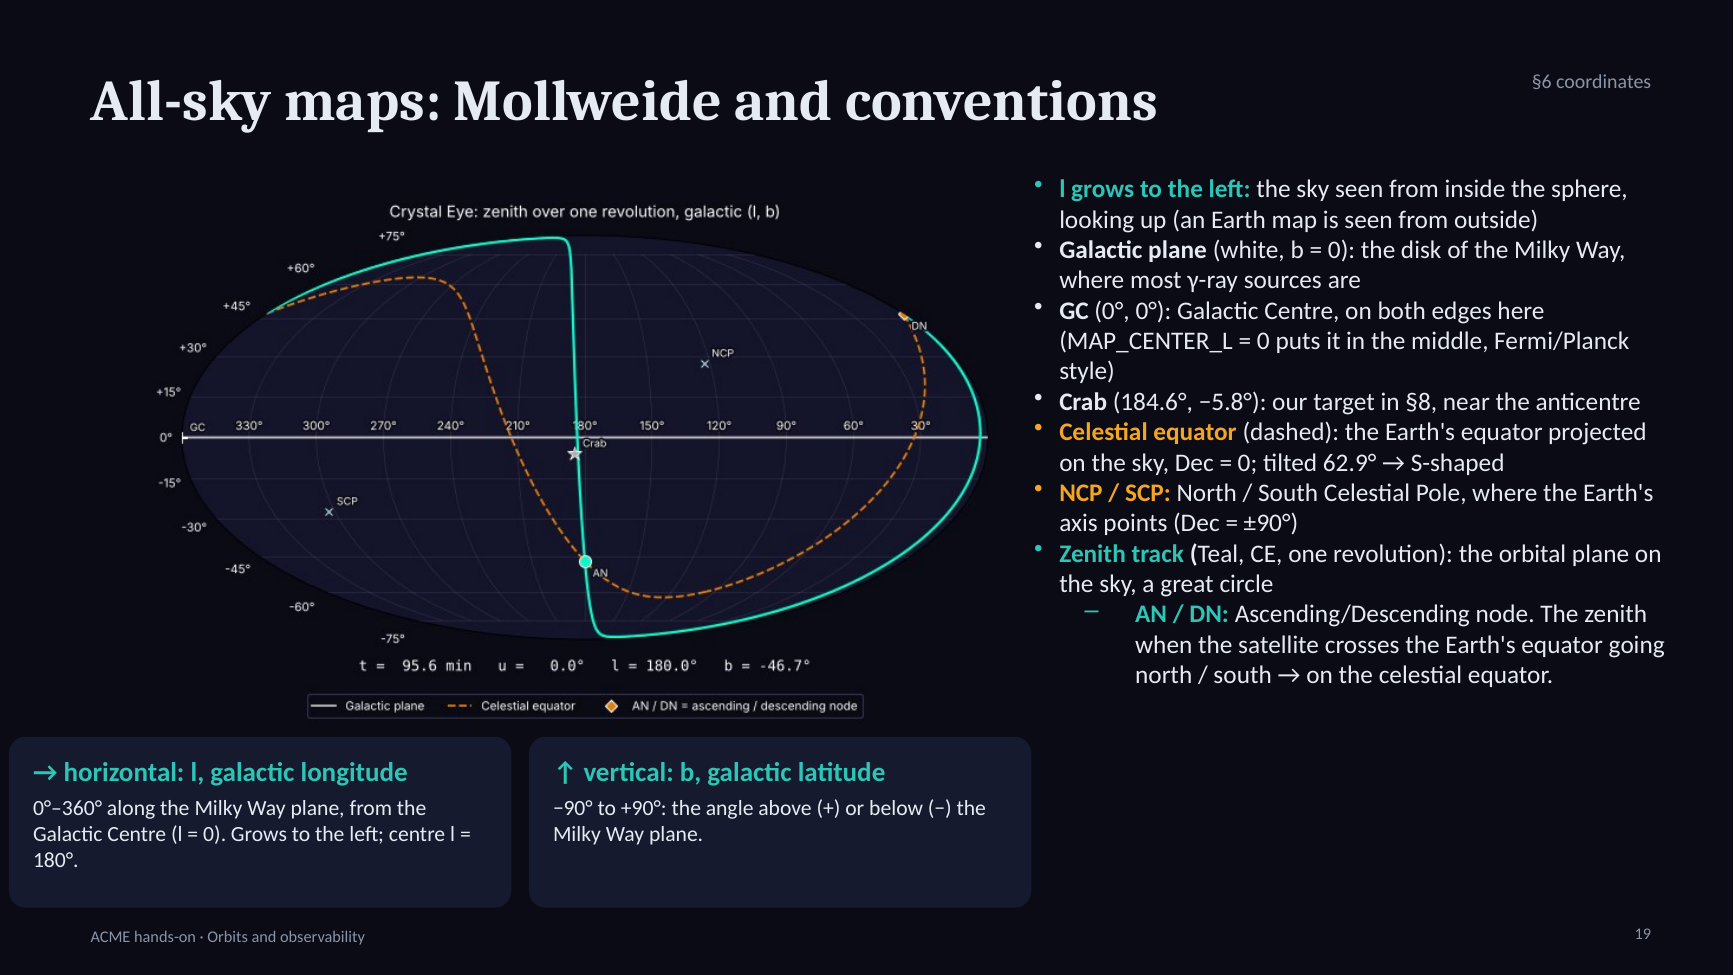 All-sky maps: Mollweide and conventions
§6 coordinates
Crystal Eye: zenith over one revolution, galactic (l, b)
+75°
+60°
+45°
+30°
+15°
0°
-15°
-30°
-45°
-60°
-75°
GC
330°
300°
270°
240°
210°
180°
150°
120°
90°
60°
30°
DN
NCP
Crab
SCP
AN
t = 95.6 min u = 0.0° l = 180.0° b = -46.7°
Galactic plane
Celestial equator
AN / DN = ascending / descending node
• l grows to the left: the sky seen from inside the sphere,
looking up (an Earth map is seen from outside)
• Galactic plane (white, b = 0): the disk of the Milky Way,
where most γ-ray sources are
• GC (0°, 0°): Galactic Centre, on both edges here
(MAP_CENTER_L = 0 puts it in the middle, Fermi/Planck
style)
• Crab (184.6°, −5.8°): our target in §8, near the anticentre
• Celestial equator (dashed): the Earth's equator projected
on the sky, Dec = 0; tilted 62.9° → S-shaped
• NCP / SCP: North / South Celestial Pole, where the Earth's
axis points (Dec = ±90°)
• Zenith track (Teal, CE, one revolution): the orbital plane on
the sky, a great circle
– AN / DN: Ascending/Descending node. The zenith
when the satellite crosses the Earth's equator going
north / south → on the celestial equator.
→ horizontal: l, galactic longitude
0°–360° along the Milky Way plane, from the
Galactic Centre (l = 0). Grows to the left; centre l =
180°.
↑ vertical: b, galactic latitude
−90° to +90°: the angle above (+) or below (−) the
Milky Way plane.
ACME hands-on · Orbits and observability
19